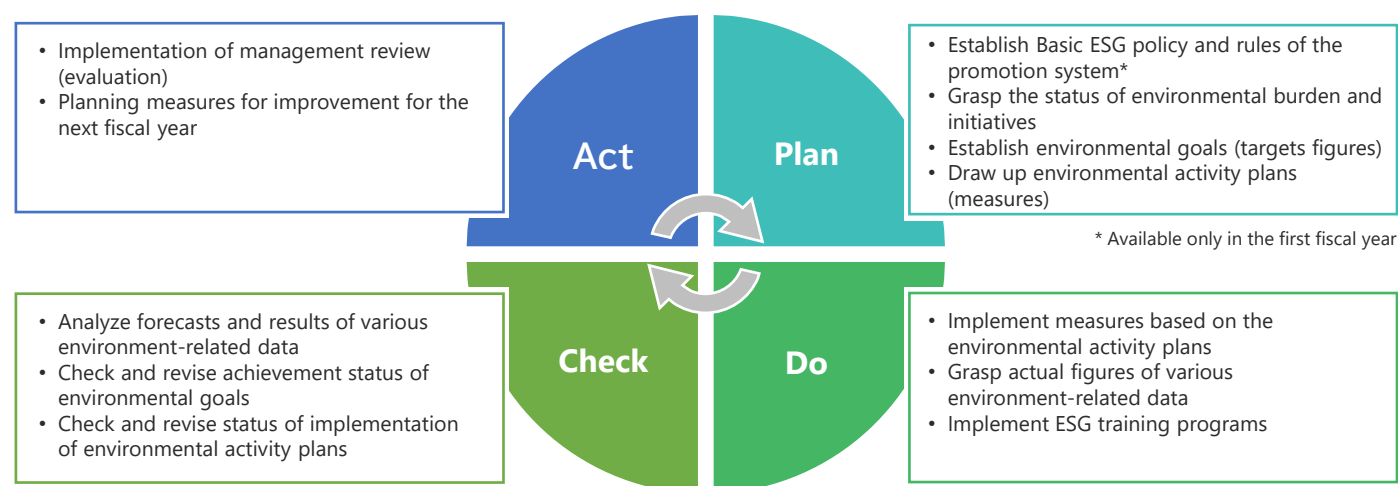 • Implementation of management review
(evaluation)
• Planning measures for improvement for the
next fiscal year
Act
Plan
• Establish Basic ESG policy and rules of the
promotion system*
• Grasp the status of environmental burden and
initiatives
• Establish environmental goals (targets figures)
• Draw up environmental activity plans
(measures)
* Available only in the first fiscal year
• Analyze forecasts and results of various
environment-related data
• Check and revise achievement status of
environmental goals
• Check and revise status of implementation
of environmental activity plans
Check
Do
• Implement measures based on the
environmental activity plans
• Grasp actual figures of various
environment-related data
• Implement ESG training programs